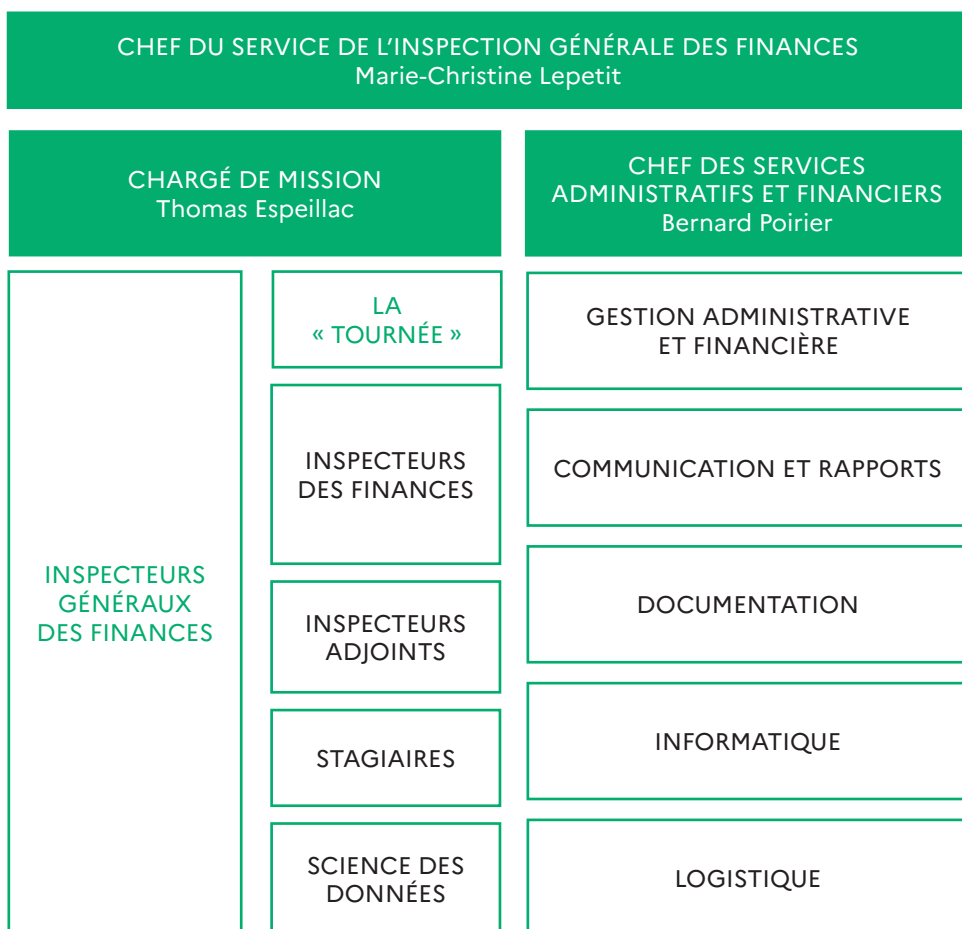 CHEF DU SERVICE DE L’INSPECTION GÉNÉRALE DES FINANCES
Marie-Christine Lepetit
CHARGÉ DE MISSION
Thomas Espeillac
CHEF DES SERVICES
ADMINISTRATIFS ET FINANCIERS
Bernard Poirier
INSPECTEURS
GÉNÉRAUX
DES FINANCES
LA
« TOURNÉE »
INSPECTEURS
DES FINANCES
INSPECTEURS
ADJOINTS
STAGIAIRES
SCIENCE DES
DONNÉES
GESTION ADMINISTRATIVE
ET FINANCIÈRE
COMMUNICATION ET RAPPORTS
DOCUMENTATION
INFORMATIQUE
LOGISTIQUE